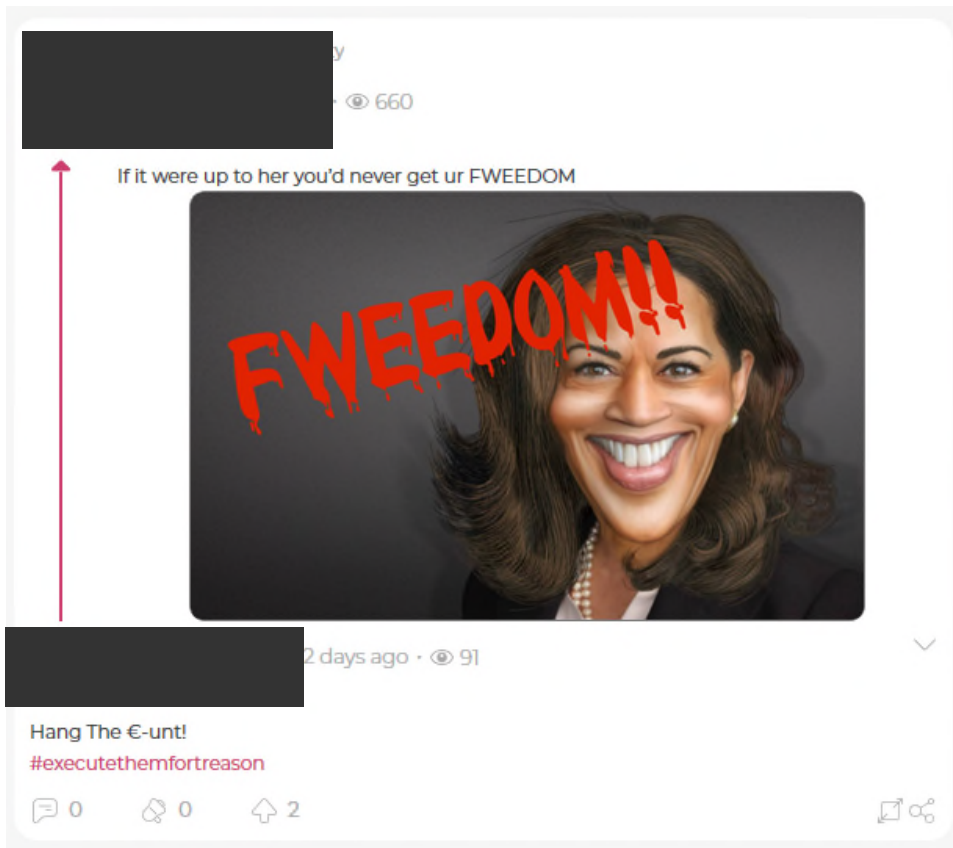 y
· 660
If it were up to her you'd never get ur FWEEDOM
FWEEDOM!!
2 days ago · 91
Hang The €-unt!
#executethemfortreason
0 0 2